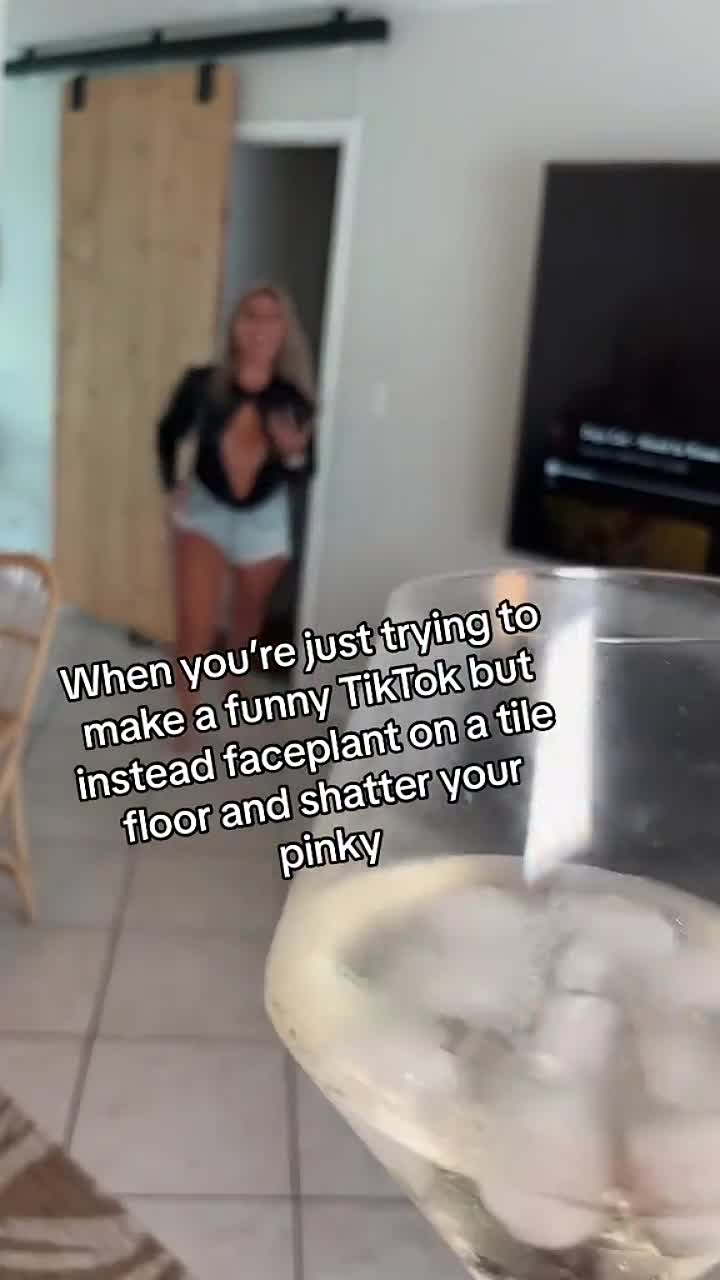 When you're just trying to
make a funny TikTok but
instead faceplant on a tile
floor and shatter your
pinky